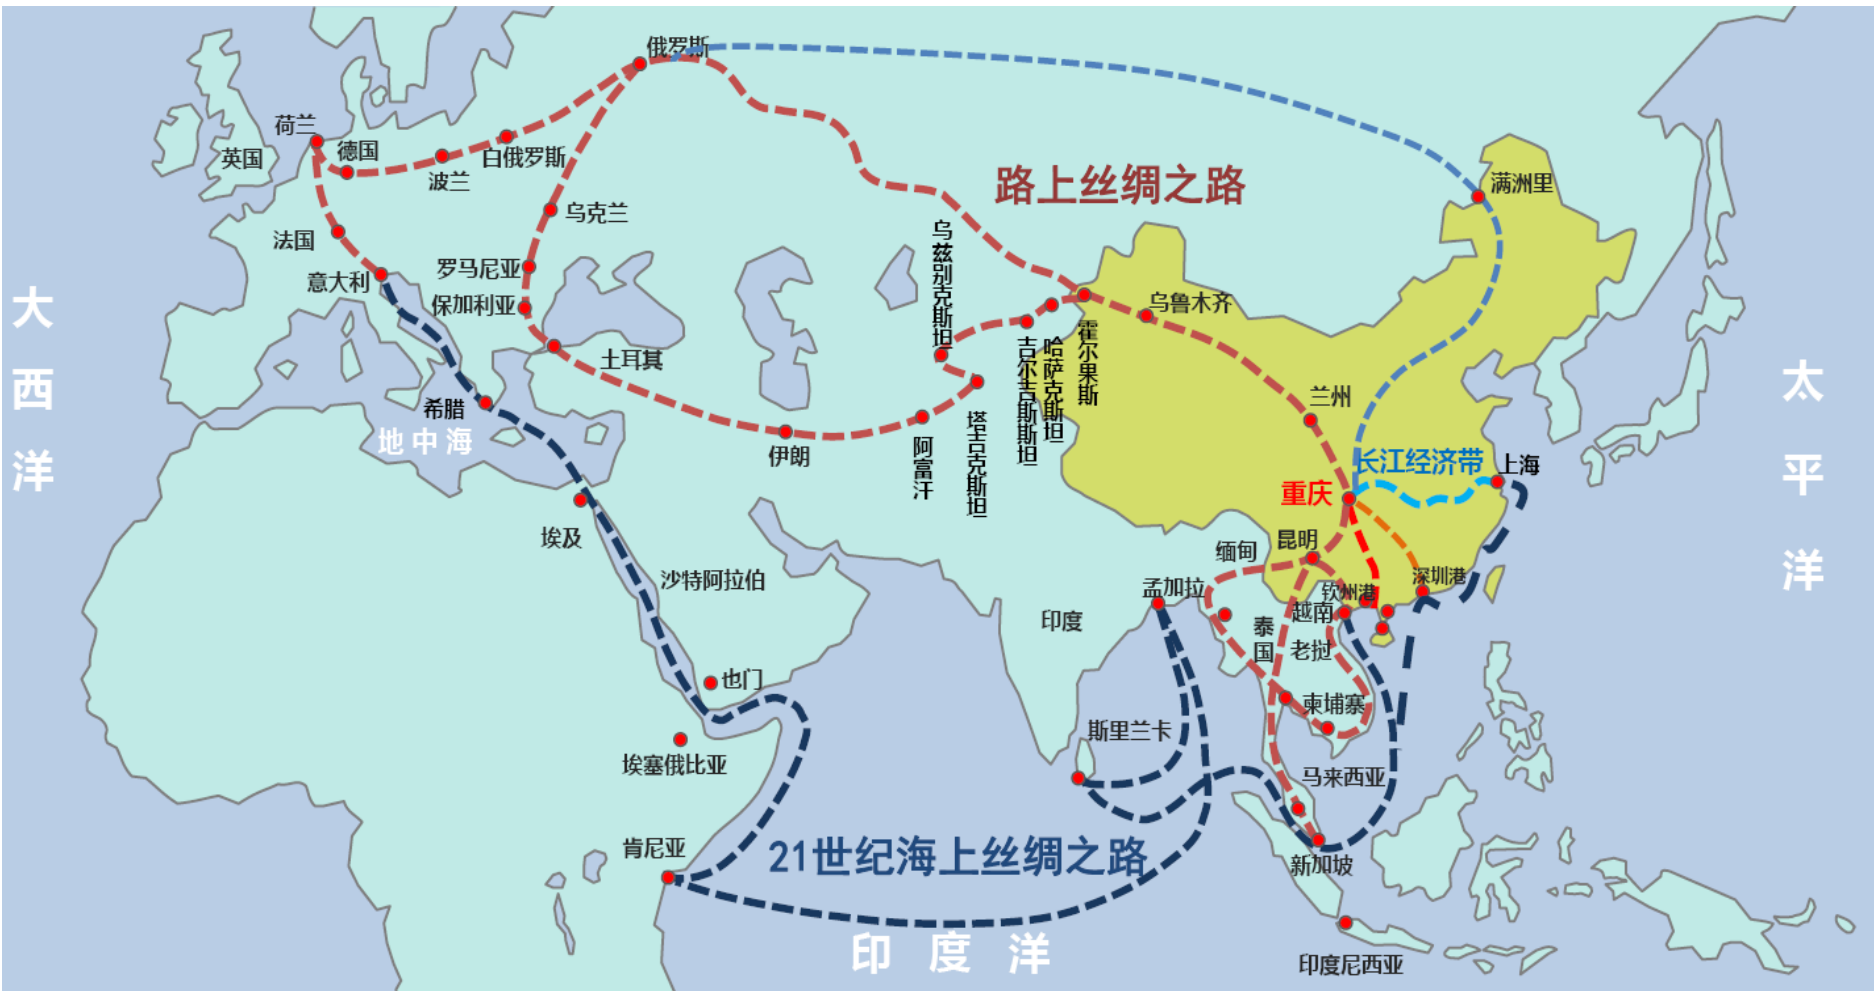 俄罗斯
荷兰
德国
英国
白俄罗斯
波兰
路上丝绸之路
满洲里
乌克兰
法国
乌兹别克斯坦
罗马尼亚
意大利
保加利亚
乌鲁木齐
大西洋
土耳其
霍尔果斯
哈萨克斯坦
吉尔吉斯斯坦
太平洋
兰州
希腊
地中海
伊朗
阿富汗
塔吉克斯坦
长江经济带
上海
重庆
埃及
昆明
缅甸
沙特阿拉伯
孟加拉
深圳港
钦州港
印度
越南
泰国
老挝
也门
柬埔寨
斯里兰卡
埃塞俄比亚
马来西亚
肯尼亚
21世纪海上丝绸之路
新加坡
印度洋
印度尼西亚